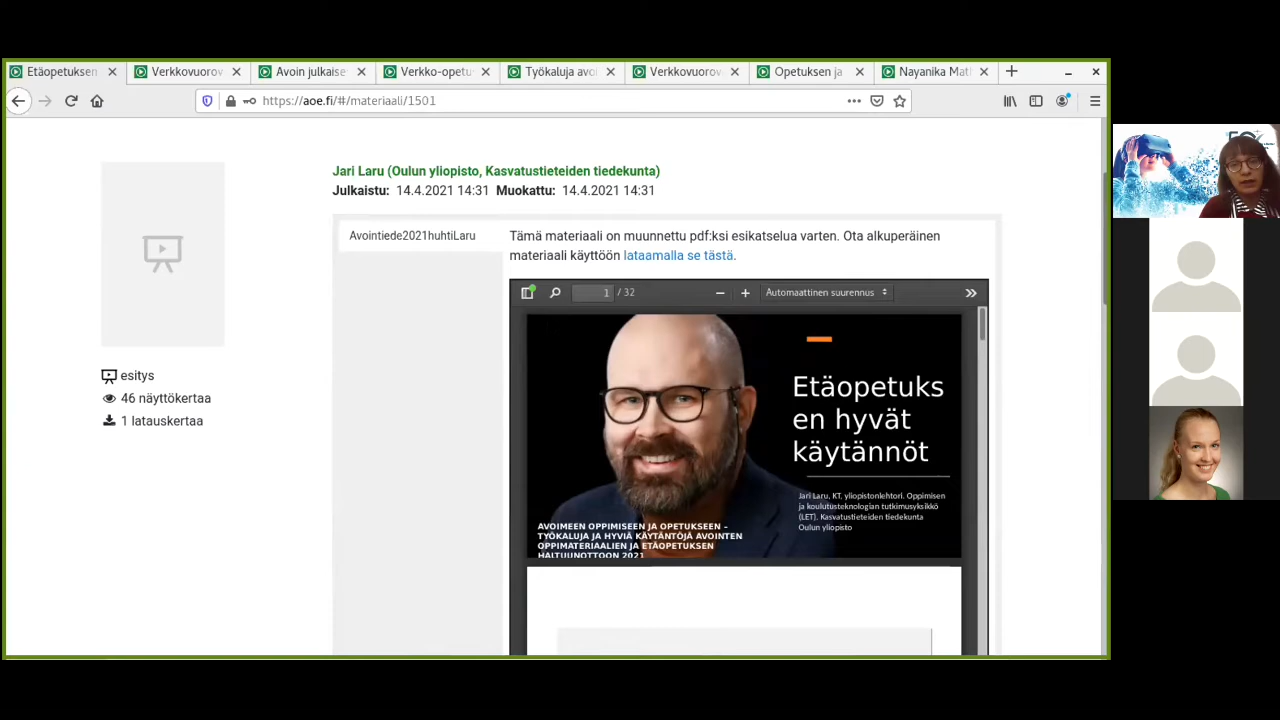 Etäopetuksen
Verkkovuorov
Avoin julkaise
Verkko-opetu
Työkaluja avoi
Verkkovuorov
Opetuksen ja
Nayanika Mat
https://aoe.fi/#/materiaali/1501
Jari Laru (Oulun yliopisto, Kasvatustieteiden tiedekunta)
Julkaistu: 14.4.2021 14:31 Muokattu: 14.4.2021 14:31
Avointiede2021huhtiLaru
Tämä materiaali on muunnettu pdf:ksi esikatselua varten. Ota alkuperäinen
materiaali käyttöön lataamalla se tästä.
1 / 32
Automaattinen suurennus
esitys
46 näyttökertaa
1 latauskertaa
Etäopetuks
en hyvät
käytännöt
Jari Laru, KT, yliopistonlehtori. Oppimisen
ja koulutusteknologian tutkimusyksikkö
(LET). Kasvatustieteiden tiedekunta
Oulun yliopisto
AVOIMEEN OPPIMISEEN JA OPETUKSEEN –
TYÖKALUJA JA HYVIÄ KÄYTÄNTÖJÄ AVOINTEN
OPPIMATERIAALIEN JA ETÄOPETUKSEN
HALTUUNOTTOON 2021